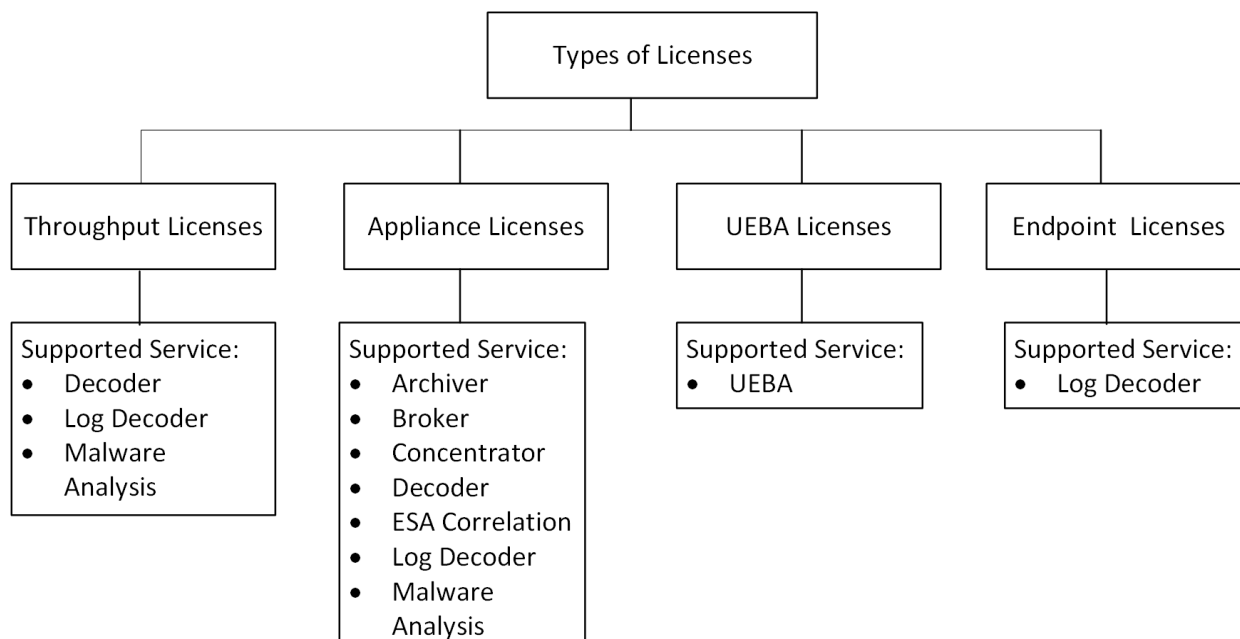 Types of Licenses
Throughput Licenses
Appliance Licenses
UEBA Licenses
Endpoint  Licenses
Supported Service:
• Decoder
• Log Decoder
• Malware
Analysis
Supported Service:
• Archiver
• Broker
• Concentrator
• Decoder
• ESA Correlation
• Log Decoder
• Malware
Analysis
Supported Service:
• UEBA
Supported Service:
• Log Decoder